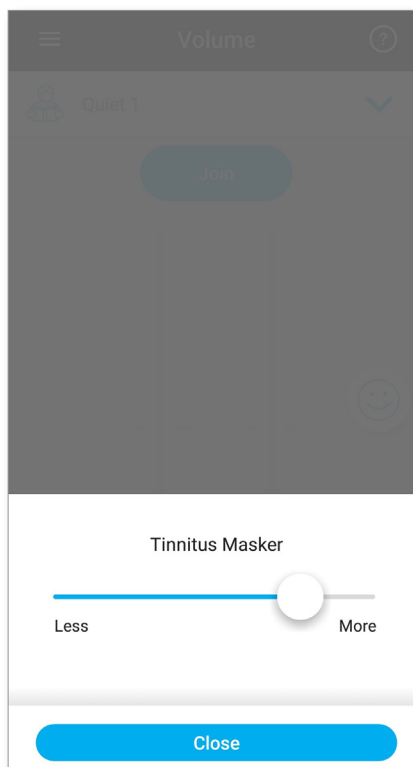 Volume
?
Quiet 1
Join
Tinnitus Masker
Less
More
Close